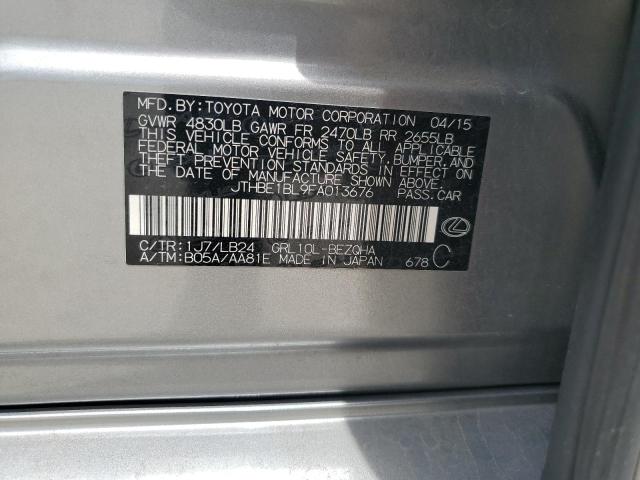 MFD.BY:TOYOTA MOTOR CORPORATION 04/15
GVWR 4830LB GAWR FR 2470LB RR 2655LB
THIS VEHICLE CONFORMS TO ALL APPLICABLE
FEDERAL MOTOR VEHICLE SAFETY, BUMPER, AND
THEFT PREVENTION STANDARDS IN EFFECT ON
THE DATE OF MANUFACTURE SHOWN ABOVE.
JTHBE1BL9FA013676 PASS.CAR
C/TR:1J7/LB24 GRL10L-BEZQHA
A/TM:B05A/AA81E MADE IN JAPAN 678 C